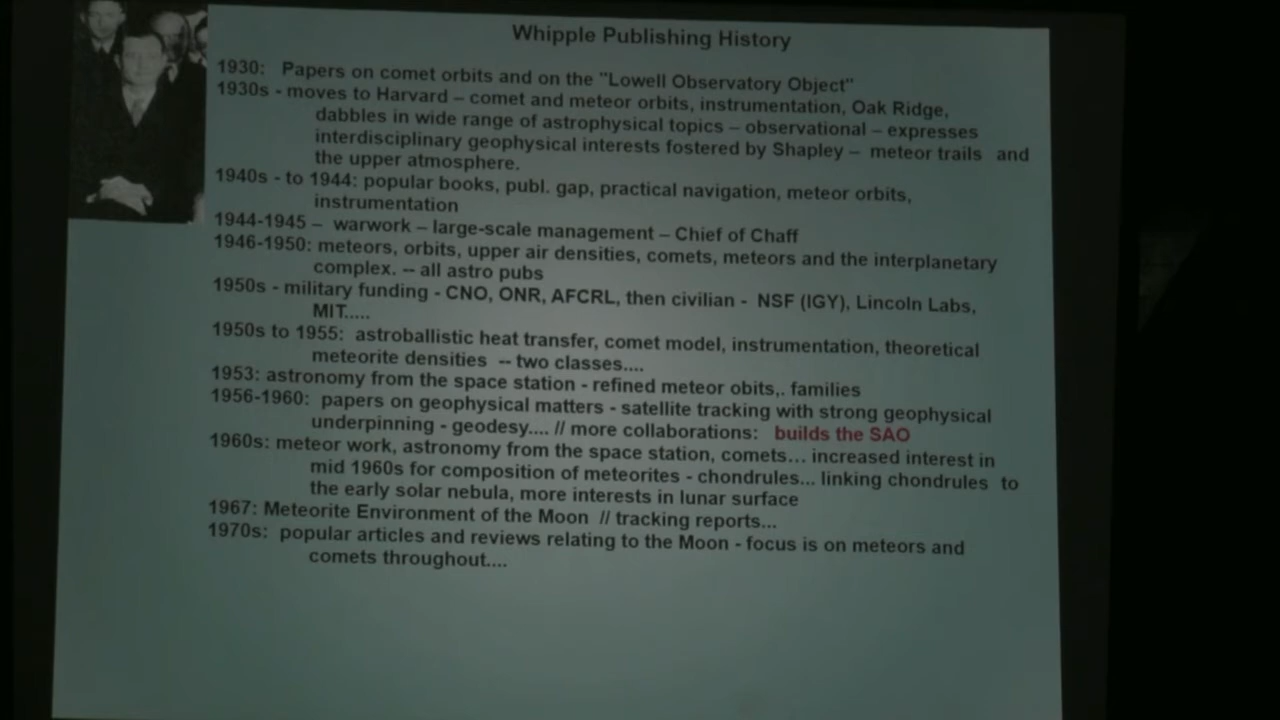 Whipple Publishing History
1930: Papers on comet orbits and on the "Lowell Observatory Object"
1930s - moves to Harvard – comet and meteor orbits, instrumentation, Oak Ridge,
dabbles in wide range of astrophysical topics – observational – expresses
interdisciplinary geophysical interests fostered by Shapley – meteor trails and
the upper atmosphere.
1940s - to 1944: popular books, publ. gap, practical navigation, meteor orbits,
instrumentation
1944-1945 – warwork – large-scale management – Chief of Chaff
1946-1950: meteors, orbits, upper air densities, comets, meteors and the interplanetary
complex. -- all astro pubs
1950s - military funding - CNO, ONR, AFCRL, then civilian - NSF (IGY), Lincoln Labs,
MIT.....
1950s to 1955: astroballistic heat transfer, comet model, instrumentation, theoretical
meteorite densities -- two classes....
1953: astronomy from the space station - refined meteor obits,. families
1956-1960: papers on geophysical matters - satellite tracking with strong geophysical
underpinning - geodesy.... // more collaborations: builds the SAO
1960s: meteor work, astronomy from the space station, comets... increased interest in
mid 1960s for composition of meteorites - chondrules... linking chondrules to
the early solar nebula, more interests in lunar surface
1967: Meteorite Environment of the Moon // tracking reports...
1970s: popular articles and reviews relating to the Moon - focus is on meteors and
comets throughout....